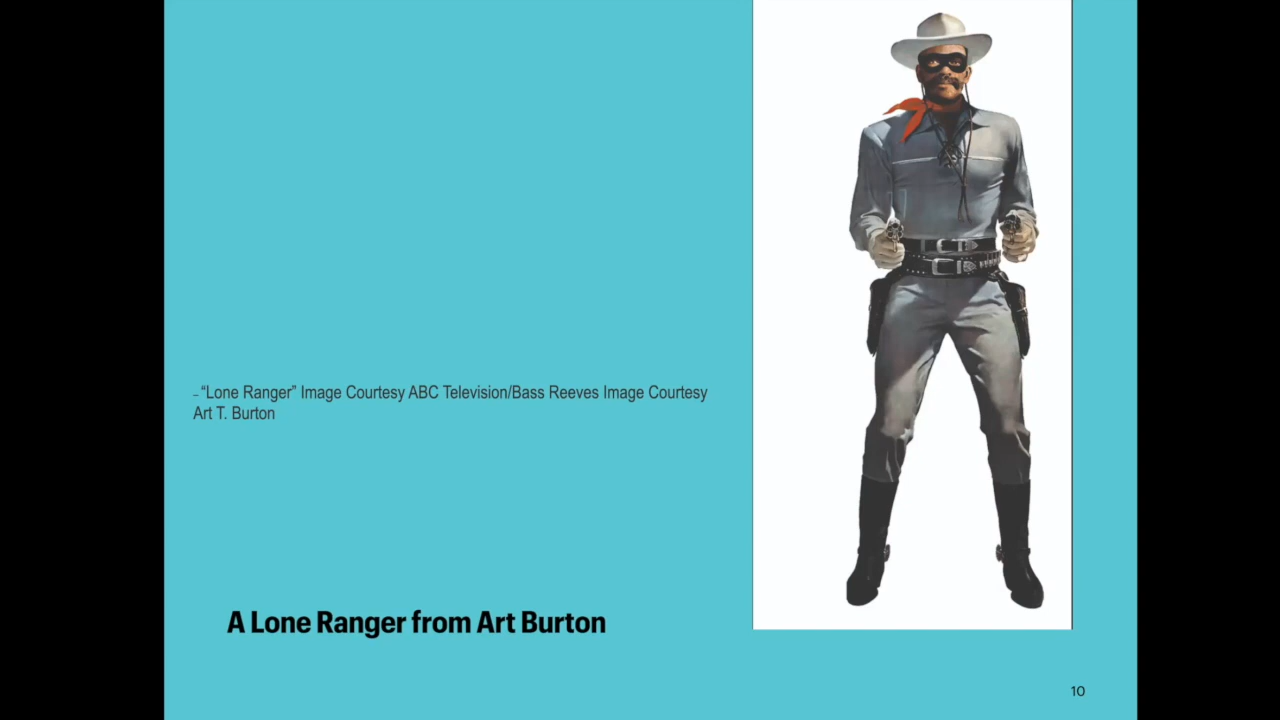 – “Lone Ranger” Image Courtesy ABC Television/Bass Reeves Image Courtesy
Art T. Burton
A Lone Ranger from Art Burton
10